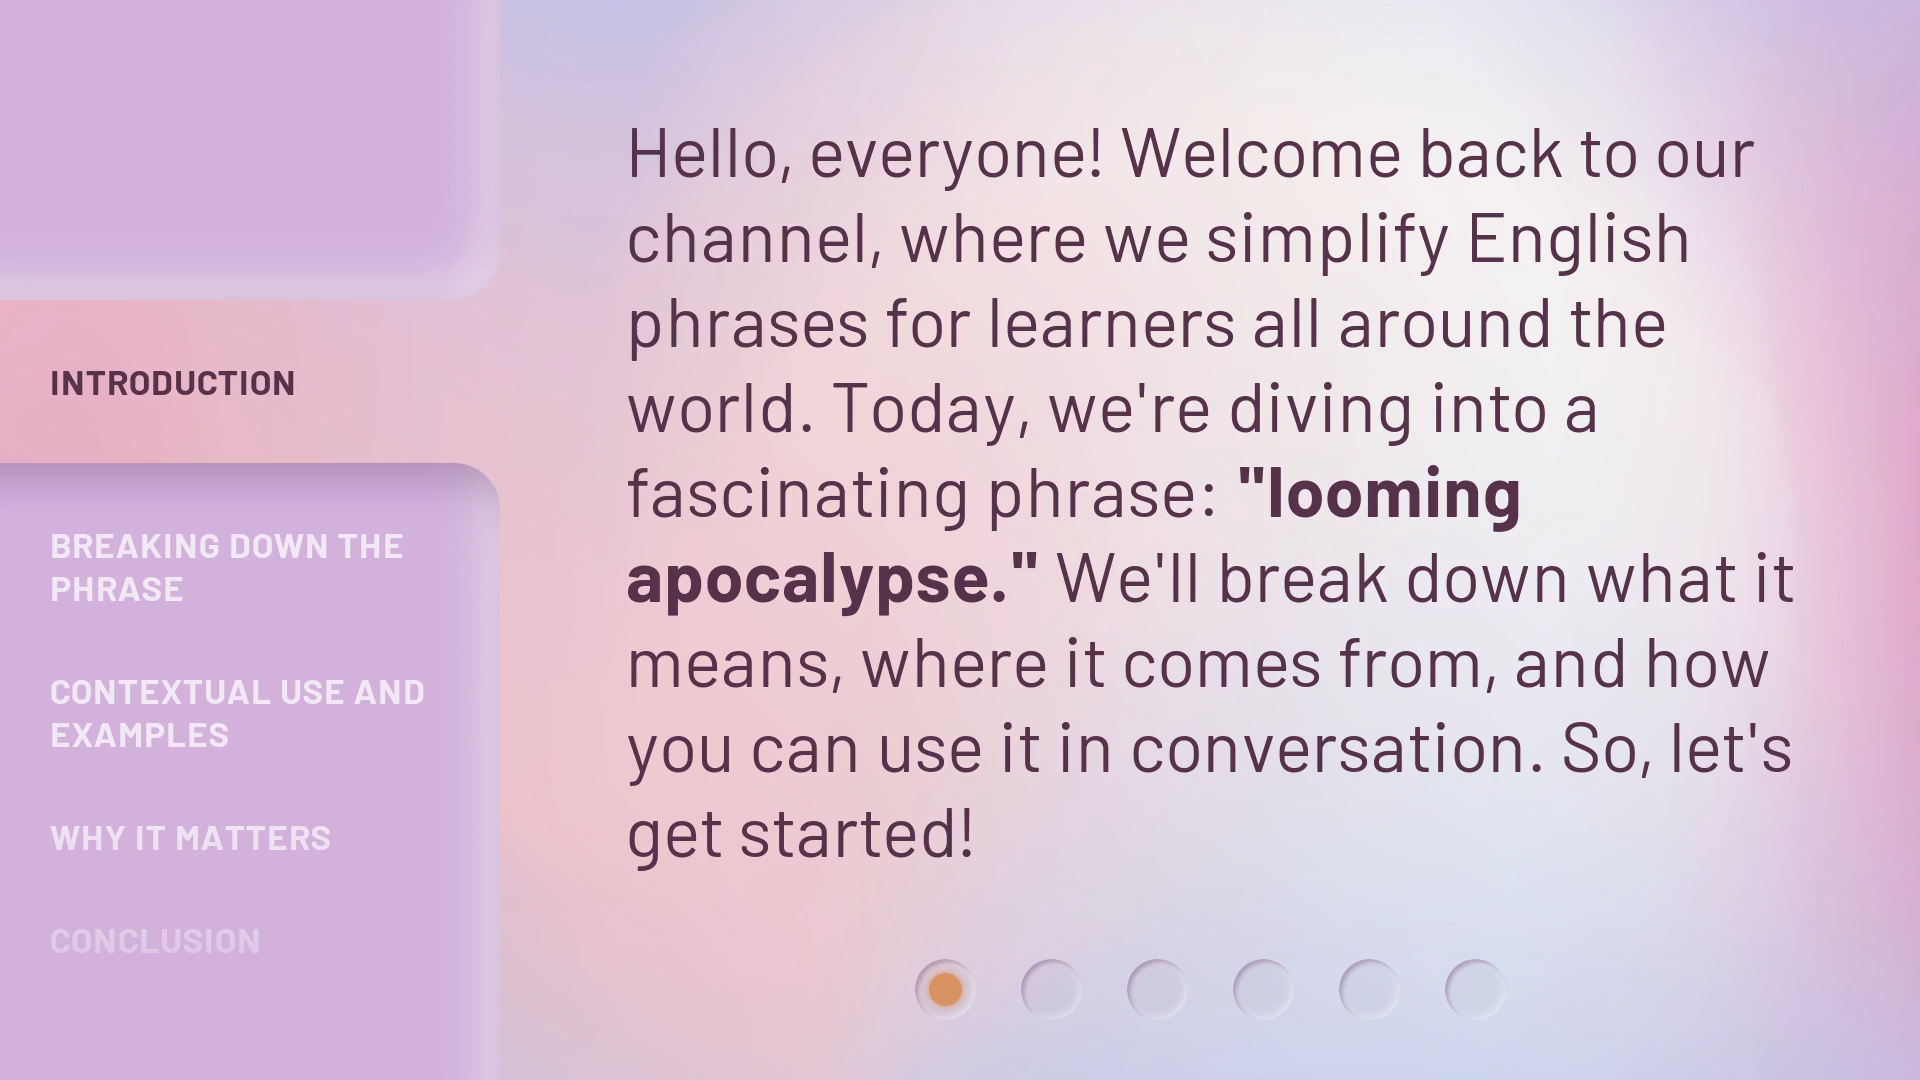 INTRODUCTION
BREAKING DOWN THE
PHRASE
CONTEXTUAL USE AND
EXAMPLES
WHY IT MATTERS
CONCLUSION
Hello, everyone! Welcome back to our
channel, where we simplify English
phrases for learners all around the
world. Today, we're diving into a
fascinating phrase: "looming
apocalypse." We'll break down what it
means, where it comes from, and how
you can use it in conversation. So, let's
get started!